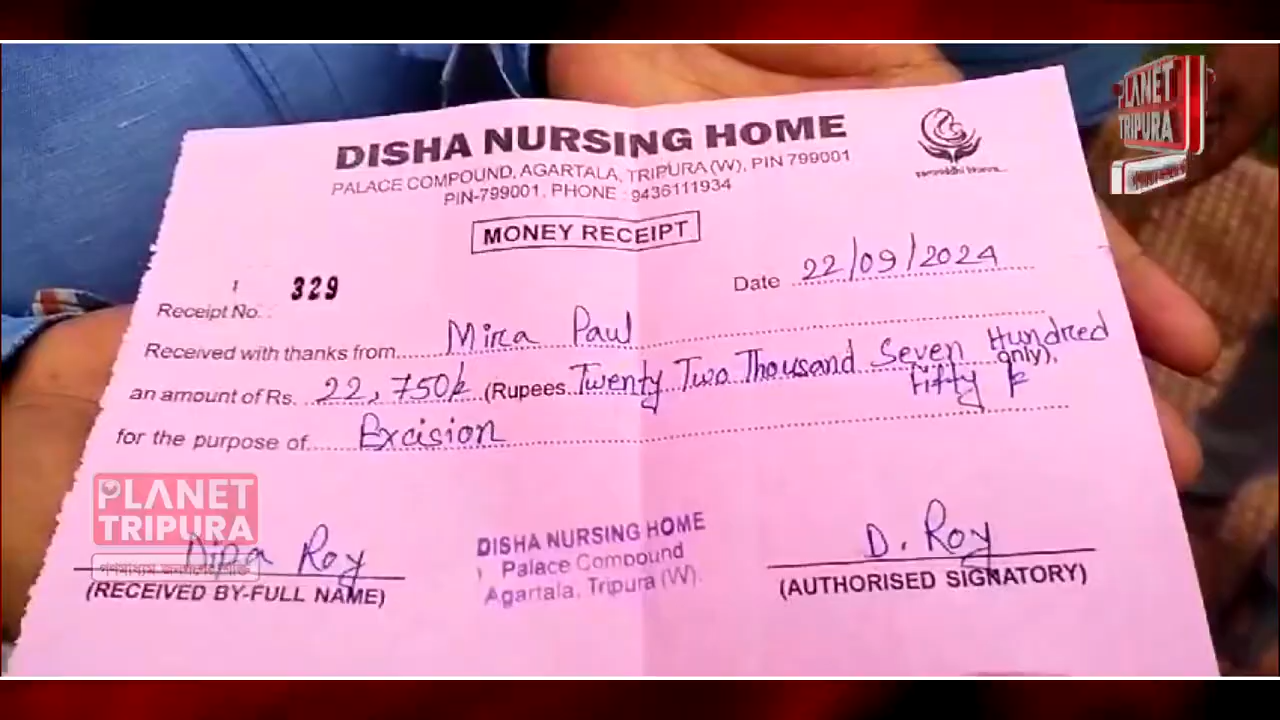 DISHA NURSING HOME
PALACE COMPOUND, AGARTALA, TRIPURA (W), PIN 799001
PIN-799001, PHONE : 9436111934
MONEY RECEIPT
Receipt No. : 329
Date 22/09/2024
Received with thanks from Mira Paul
an amount of Rs. 22,750/- (Rupees Twenty Two Thousand Seven Hundred
Fifty only),
for the purpose of Excision
Dipa Roy
(RECEIVED BY-FULL NAME)
DISHA NURSING HOME
Palace Compound
Agartala, Tripura (W).
D. Roy
(AUTHORISED SIGNATORY)
PLANET
TRIPURA
PLANET
TRIPURA